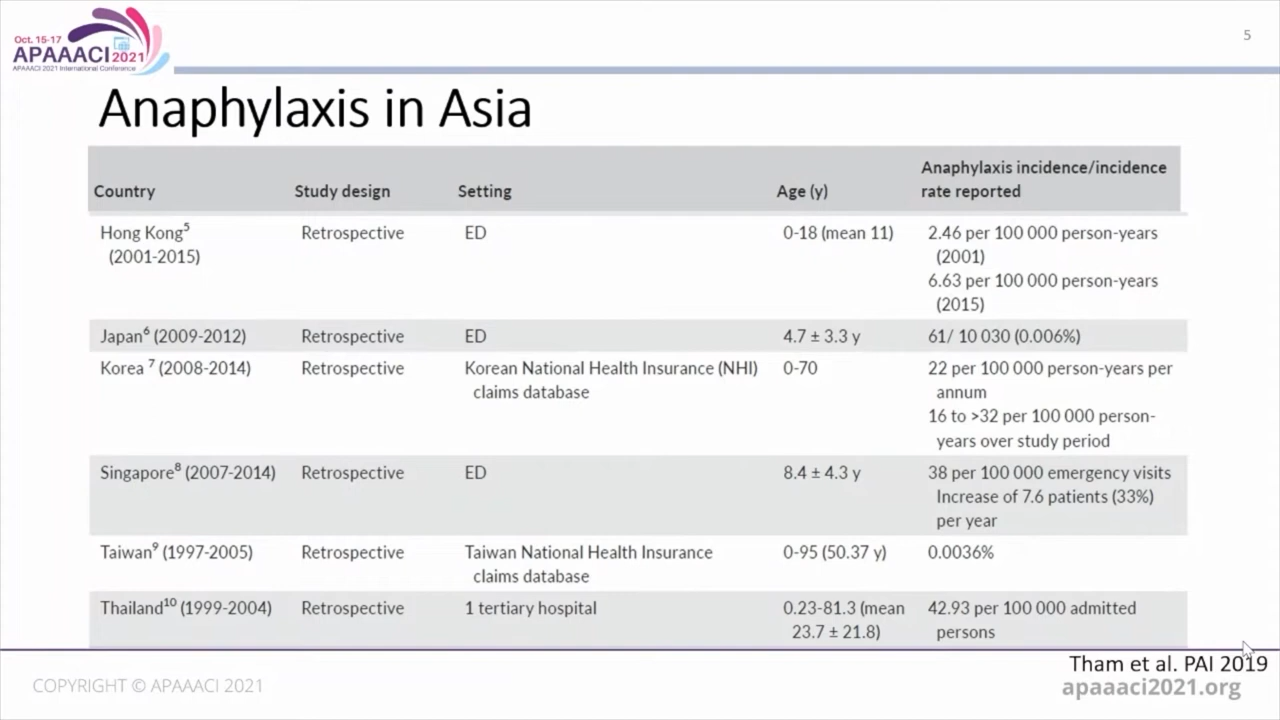 Oct. 15-17
APAAACI 2021
APAAACI 2021 International Conference
5
Anaphylaxis in Asia
Country Study design Setting Age (y) Anaphylaxis incidence/incidence
rate reported
Hong Kong5 Retrospective ED 0-18 (mean 11) 2.46 per 100 000 person-years
(2001-2015) (2001)
6.63 per 100 000 person-years
(2015)
Japan6 (2009-2012) Retrospective ED 4.7 ± 3.3 y 61/ 10 030 (0.006%)
Korea 7 (2008-2014) Retrospective Korean National Health Insurance (NHI) 0-70 22 per 100 000 person-years per
claims database annum
16 to >32 per 100 000 person-
years over study period
Singapore8 (2007-2014) Retrospective ED 8.4 ± 4.3 y 38 per 100 000 emergency visits
Increase of 7.6 patients (33%)
per year
Taiwan9 (1997-2005) Retrospective Taiwan National Health Insurance 0-95 (50.37 y) 0.0036%
claims database
Thailand10 (1999-2004) Retrospective 1 tertiary hospital 0.23-81.3 (mean 42.93 per 100 000 admitted
23.7 ± 21.8) persons
Tham et al. PAI 2019
COPYRIGHT © APAAACI 2021 apaaaci2021.org